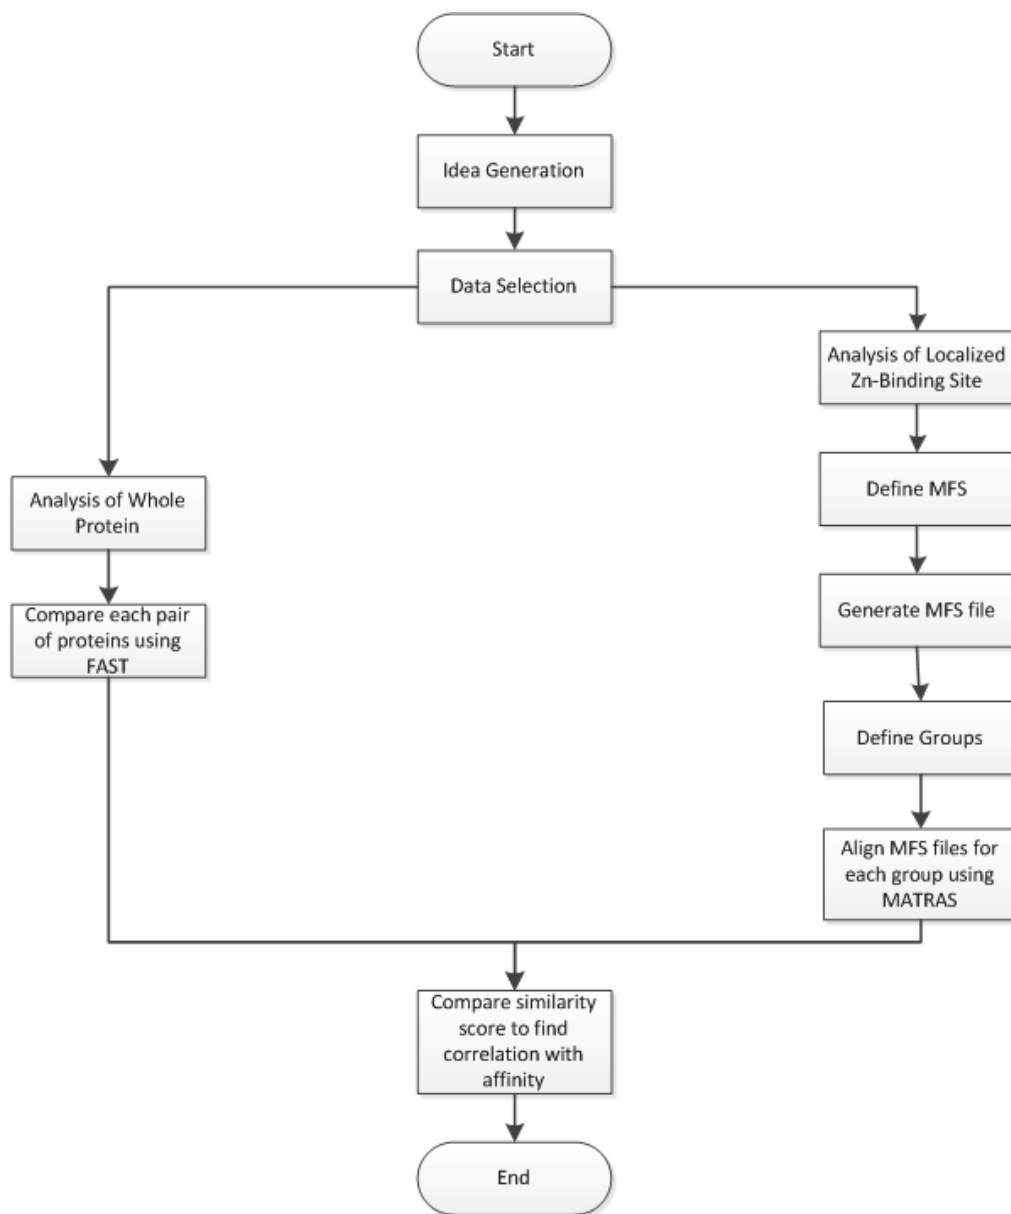 Start
Idea Generation
Data Selection
Analysis of Localized
Zn-Binding Site
Define MFS
Analysis of Whole
Protein
Generate MFS file
Compare each pair
of proteins using
FAST
Define Groups
Align MFS files for
each group using
MATRAS
Compare similarity
score to find
correlation with
affinity
End